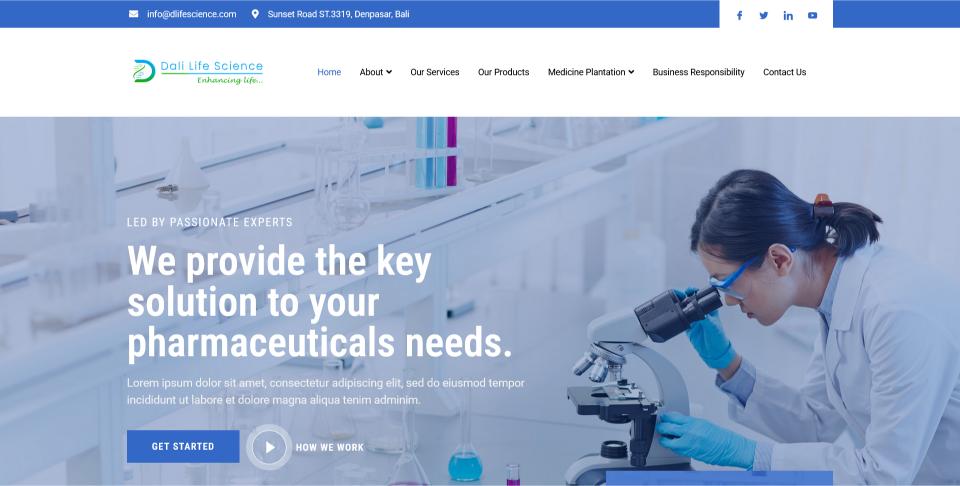 info@dlifescience.com
Sunset Road ST.3319, Denpasar, Bali
Dali Life Science
Enhancing life...
Home
About
Our Services
Our Products
Medicine Plantation
Business Responsibility
Contact Us
LED BY PASSIONATE EXPERTS
We provide the key
solution to your
pharmaceuticals needs.
Lorem ipsum dolor sit amet, consectetur adipiscing elit, sed do eiusmod tempor
incididunt ut labore et dolore magna aliqua tenim adminim.
GET STARTED
HOW WE WORK